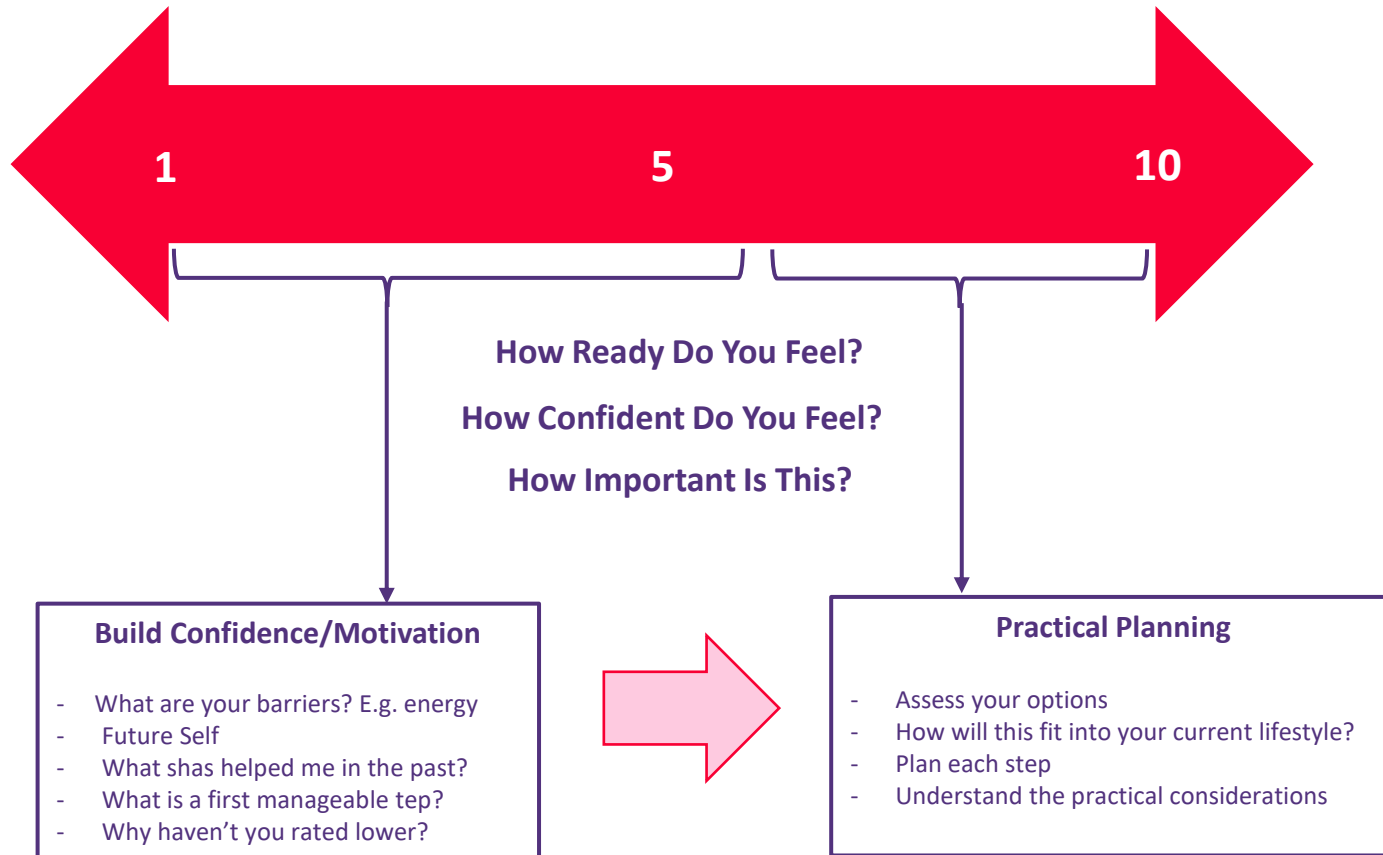 1 5 10
How Ready Do You Feel?
How Confident Do You Feel?
How Important Is This?
Build Confidence/Motivation
- What are your barriers? E.g. energy
- Future Self
- What shas helped me in the past?
- What is a first manageable tep?
- Why haven’t you rated lower?
Practical Planning
- Assess your options
- How will this fit into your current lifestyle?
- Plan each step
- Understand the practical considerations